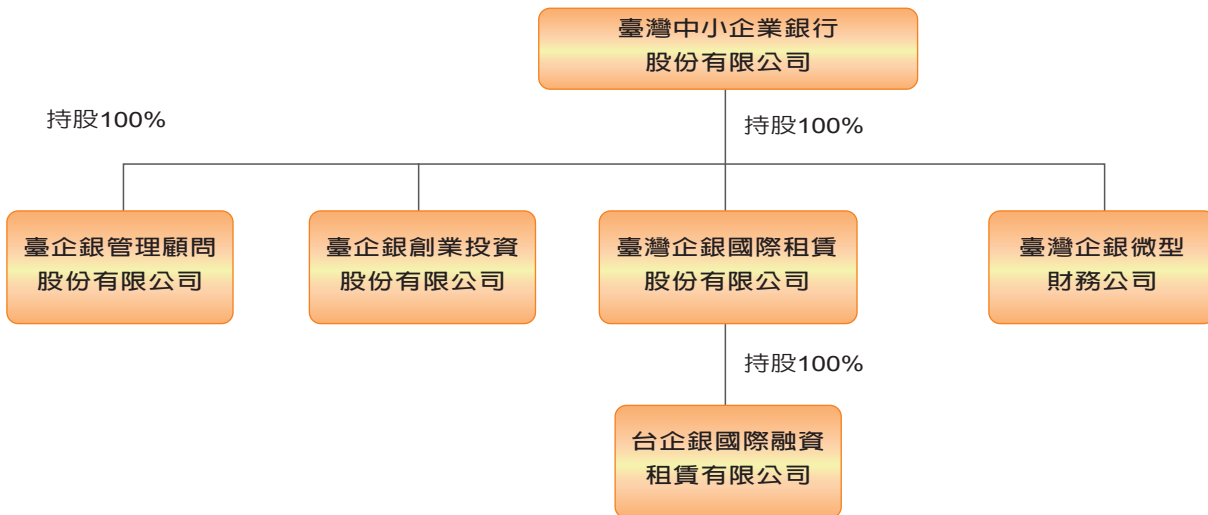 臺灣中小企業銀行
股份有限公司
持股100%
持股100%
臺企銀管理顧問
股份有限公司
臺企銀創業投資
股份有限公司
臺灣企銀國際租賃
股份有限公司
臺灣企銀微型
財務公司
持股100%
台企銀國際融資
租賃有限公司